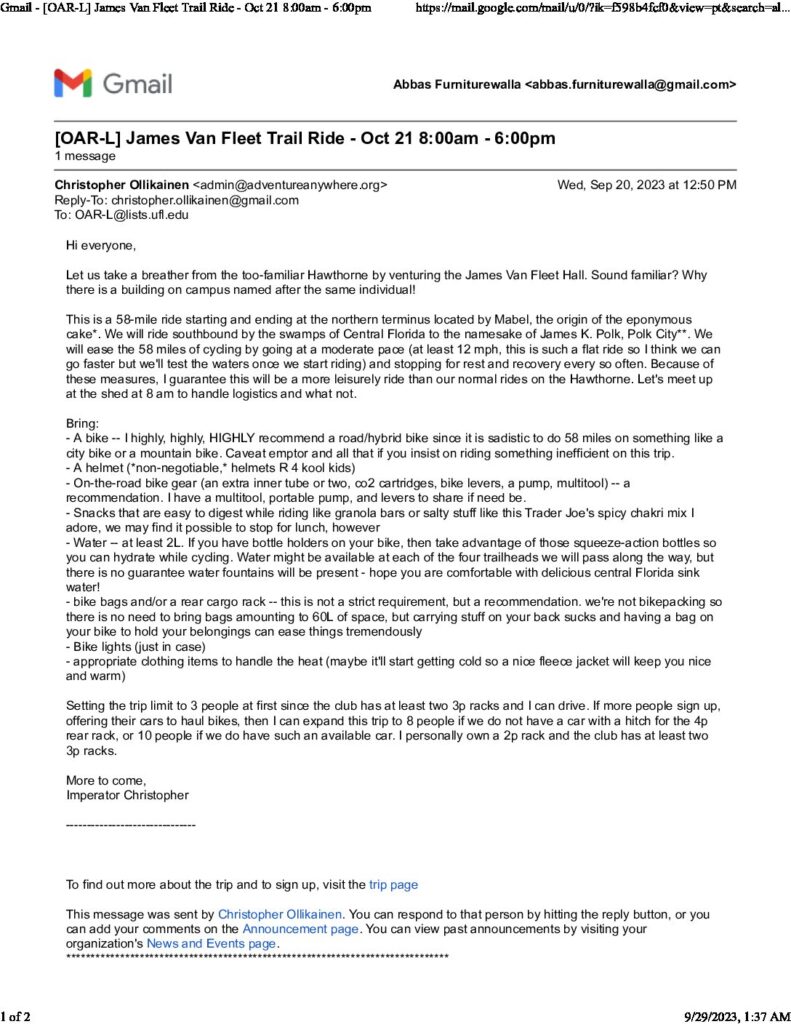 Gmail - [OAR-L] James Van Fleet Trail Ride - Oct 21 8:00am - 6:00pm
https://mail.google.com/mail/u/0/?ik=f598b4fcf0&view=pt&search=al...
Gmail
Abbas Furniturewalla <abbas.furniturewalla@gmail.com>
[OAR-L] James Van Fleet Trail Ride - Oct 21 8:00am - 6:00pm
1 message
Christopher Ollikainen <admin@adventureanywhere.org>
Wed, Sep 20, 2023 at 12:50 PM
Reply-To: christopher.ollikainen@gmail.com
To: OAR-L@lists.ufl.edu
Hi everyone,
Let us take a breather from the too-familiar Hawthorne by venturing the James Van Fleet Hall. Sound familiar? Why
there is a building on campus named after the same individual!
This is a 58-mile ride starting and ending at the northern terminus located by Mabel, the origin of the eponymous
cake*. We will ride southbound by the swamps of Central Florida to the namesake of James K. Polk, Polk City**. We
will ease the 58 miles of cycling by going at a moderate pace (at least 12 mph, this is such a flat ride so I think we can
go faster but we'll test the waters once we start riding) and stopping for rest and recovery every so often. Because of
these measures, I guarantee this will be a more leisurely ride than our normal rides on the Hawthorne. Let's meet up
at the shed at 8 am to handle logistics and what not.
Bring:
- A bike -- I highly, highly, HIGHLY recommend a road/hybrid bike since it is sadistic to do 58 miles on something like a
city bike or a mountain bike. Caveat emptor and all that if you insist on riding something inefficient on this trip.
- A helmet (*non-negotiable,* helmets R 4 kool kids)
- On-the-road bike gear (an extra inner tube or two, co2 cartridges, bike levers, a pump, multitool) -- a
recommendation. I have a multitool, portable pump, and levers to share if need be.
- Snacks that are easy to digest while riding like granola bars or salty stuff like this Trader Joe's spicy chakri mix I
adore, we may find it possible to stop for lunch, however
- Water -- at least 2L. If you have bottle holders on your bike, then take advantage of those squeeze-action bottles so
you can hydrate while cycling. Water might be available at each of the four trailheads we will pass along the way, but
there is no guarantee water fountains will be present - hope you are comfortable with delicious central Florida sink
water!
- bike bags and/or a rear cargo rack -- this is not a strict requirement, but a recommendation. we're not bikepacking so
there is no need to bring bags amounting to 60L of space, but carrying stuff on your back sucks and having a bag on
your bike to hold your belongings can ease things tremendously
- Bike lights (just in case)
- appropriate clothing items to handle the heat (maybe it'll start getting cold so a nice fleece jacket will keep you nice
and warm)
Setting the trip limit to 3 people at first since the club has at least two 3p racks and I can drive. If more people sign up,
offering their cars to haul bikes, then I can expand this trip to 8 people if we do not have a car with a hitch for the 4p
rear rack, or 10 people if we do have such an available car. I personally own a 2p rack and the club has at least two
3p racks.
More to come,
Imperator Christopher
-------------------------------
To find out more about the trip and to sign up, visit the trip page
This message was sent by Christopher Ollikainen. You can respond to that person by hitting the reply button, or you
can add your comments on the Announcement page. You can view past announcements by visiting your
organization's News and Events page.
********************************************************************************
1 of 2
9/29/2023, 1:37 AM